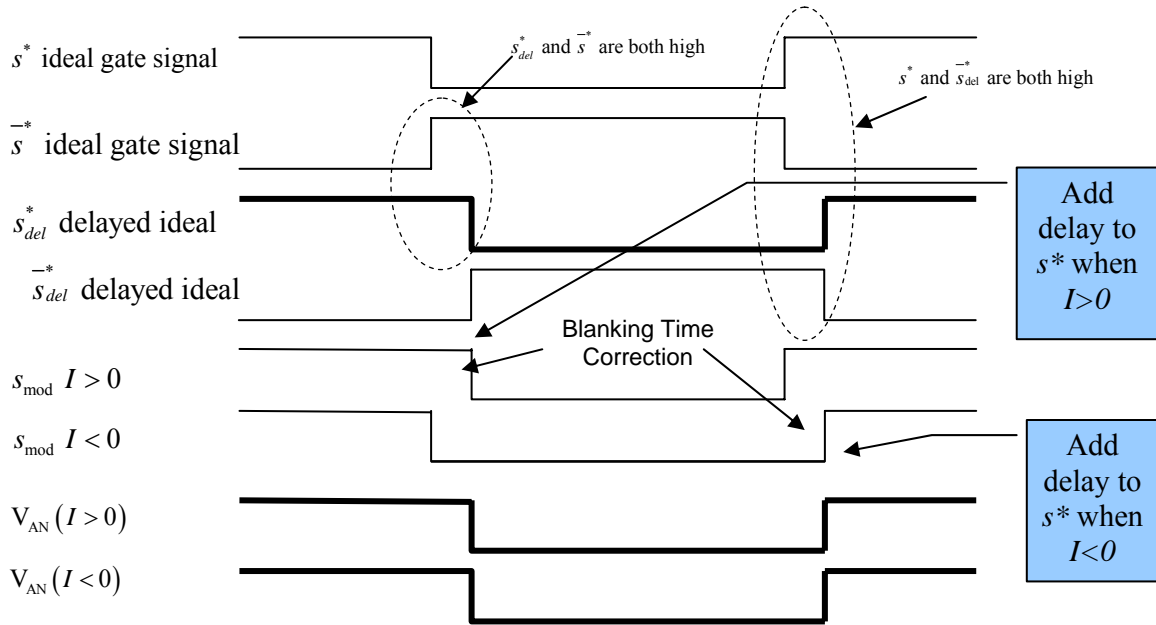 s* ideal gate signal
s*del and s̄* are both high
s* and s̄*del are both high
s̄* ideal gate signal
s*del delayed ideal
s̄*del delayed ideal
Add
delay to
s* when
I>0
Blanking Time
Correction
smod I > 0
smod I < 0
Add
delay to
s* when
I<0
VAN (I > 0)
VAN (I < 0)